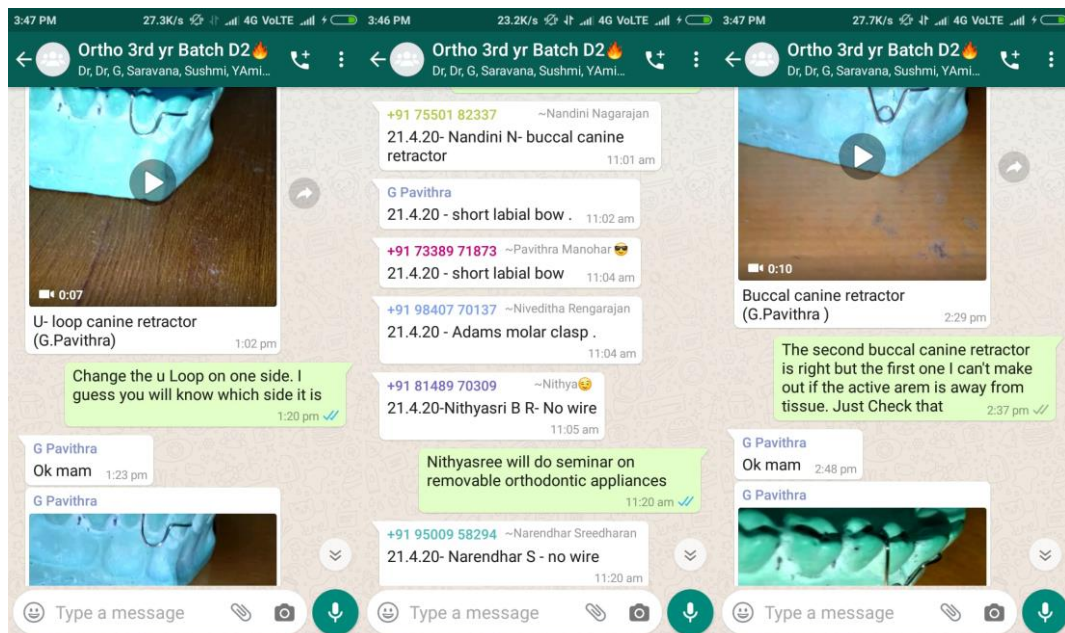 3:47 PM 27.3K/s 4G VoLTE
Ortho 3rd yr Batch D2🔥
Dr, Dr, G, Saravana, Sushmi, YAmi...
0:07
U- loop canine retractor
(G.Pavithra)
1:02 pm
Change the u Loop on one side. I
guess you will know which side it is
1:20 pm
G Pavithra
Ok mam 1:23 pm
G Pavithra
Type a message
3:46 PM 23.2K/s 4G VoLTE
Ortho 3rd yr Batch D2🔥
Dr, Dr, G, Saravana, Sushmi, YAmi...
+91 75501 82337 ~Nandini Nagarajan
21.4.20- Nandini N- buccal canine
retractor 11:01 am
G Pavithra
21.4.20 - short labial bow . 11:02 am
+91 73389 71873 ~Pavithra Manohar 😎
21.4.20 - short labial bow 11:04 am
+91 98407 70137 ~Niveditha Rengarajan
21.4.20 - Adams molar clasp .
11:04 am
+91 81489 70309 ~Nithya😉
21.4.20-Nithyasri B R- No wire
11:05 am
Nithyasree will do seminar on
removable orthodontic appliances
11:20 am
+91 95009 58294 ~Narendhar Sreedharan
21.4.20- Narendhar S - no wire
11:20 am
Type a message
3:47 PM 27.7K/s 4G VoLTE
Ortho 3rd yr Batch D2🔥
Dr, Dr, G, Saravana, Sushmi, YAmi...
0:10
Buccal canine retractor
(G.Pavithra )
2:29 pm
The second buccal canine retractor
is right but the first one I can't make
out if the active arem is away from
tissue. Just Check that 2:37 pm
G Pavithra
Ok mam 2:48 pm
G Pavithra
Type a message